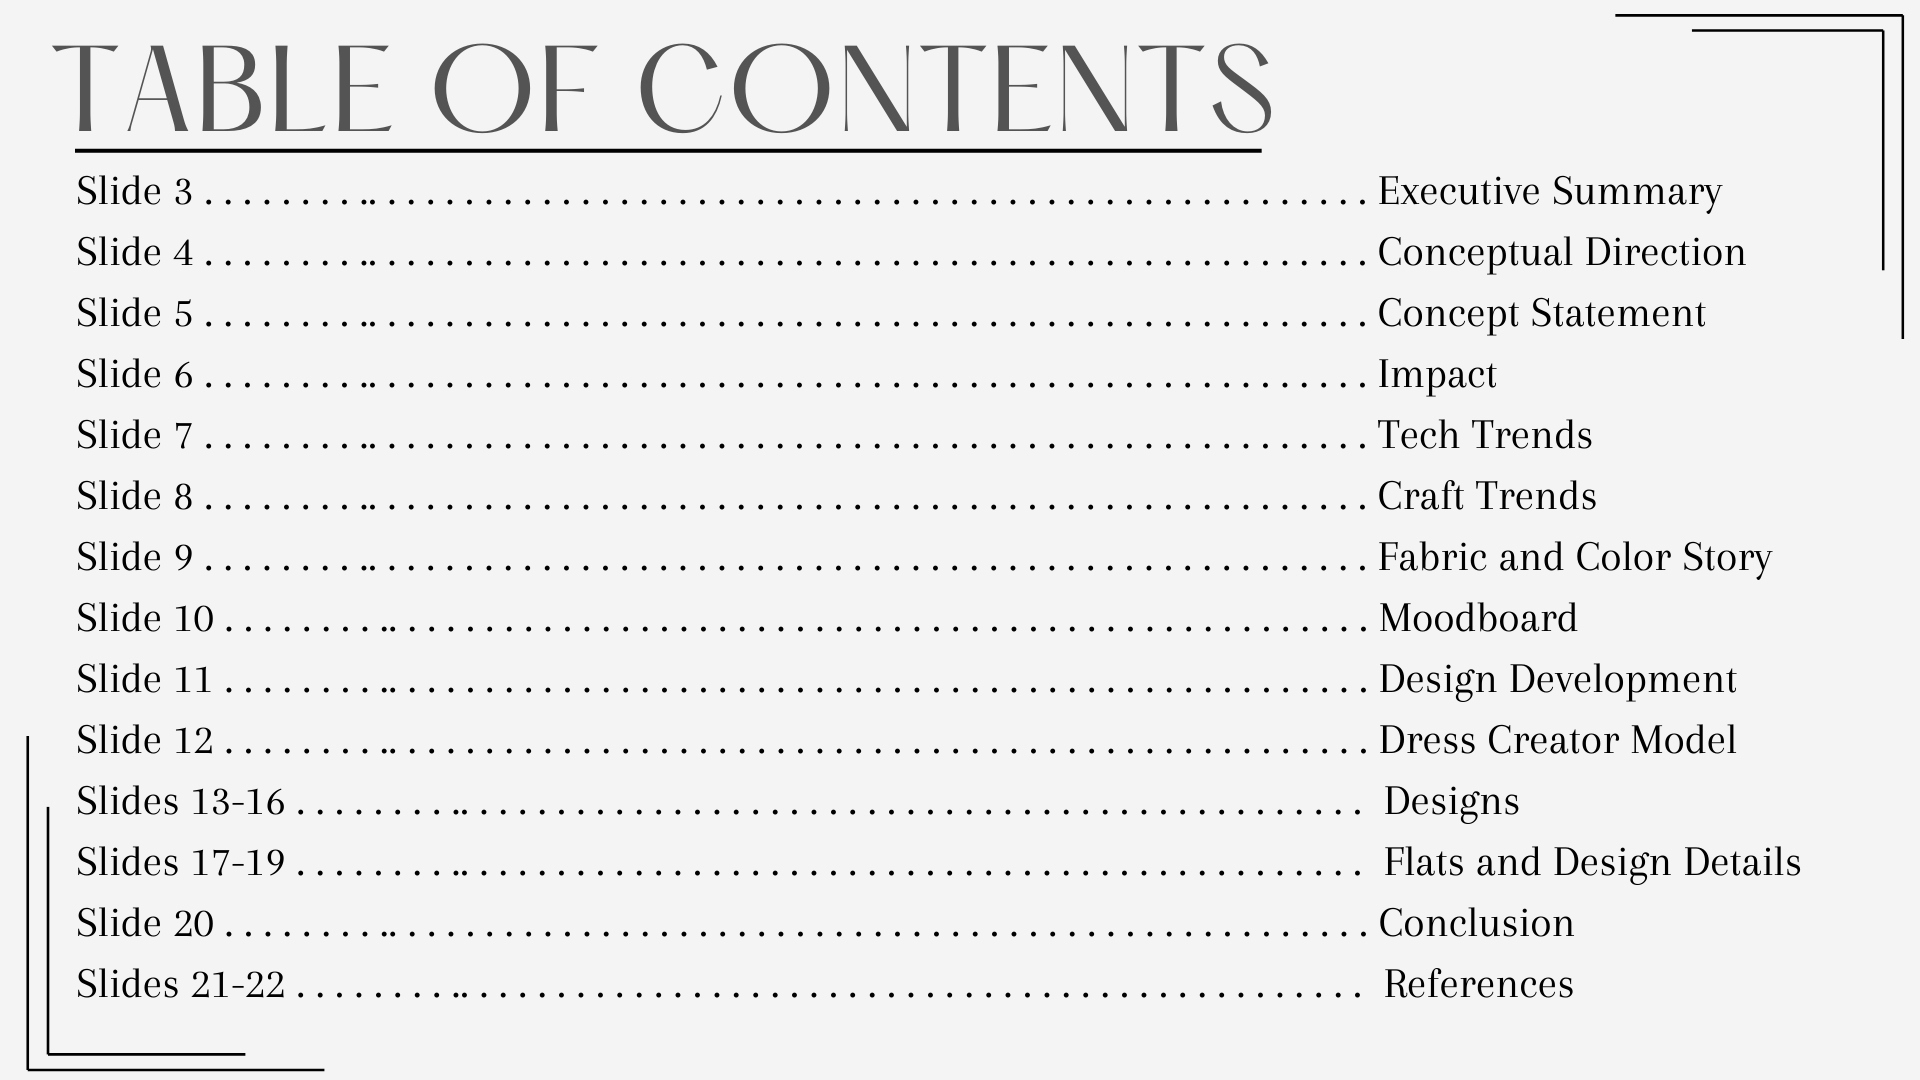 TABLE OF CONTENTS
Slide 3 . . . . . . . . .. . . . . . . . . . . . . . . . . . . . . . . . . . . . . . . . . . . . . . . . . . . . . . . . . . . . Executive Summary
Slide 4 . . . . . . . . .. . . . . . . . . . . . . . . . . . . . . . . . . . . . . . . . . . . . . . . . . . . . . . . . . . . . Conceptual Direction
Slide 5 . . . . . . . . .. . . . . . . . . . . . . . . . . . . . . . . . . . . . . . . . . . . . . . . . . . . . . . . . . . . . Concept Statement
Slide 6 . . . . . . . . .. . . . . . . . . . . . . . . . . . . . . . . . . . . . . . . . . . . . . . . . . . . . . . . . . . . . Impact
Slide 7 . . . . . . . . .. . . . . . . . . . . . . . . . . . . . . . . . . . . . . . . . . . . . . . . . . . . . . . . . . . . . Tech Trends
Slide 8 . . . . . . . . .. . . . . . . . . . . . . . . . . . . . . . . . . . . . . . . . . . . . . . . . . . . . . . . . . . . . Craft Trends
Slide 9 . . . . . . . . .. . . . . . . . . . . . . . . . . . . . . . . . . . . . . . . . . . . . . . . . . . . . . . . . . . . . Fabric and Color Story
Slide 10 . . . . . . . . .. . . . . . . . . . . . . . . . . . . . . . . . . . . . . . . . . . . . . . . . . . . . . . . . . . . Moodboard
Slide 11 . . . . . . . . .. . . . . . . . . . . . . . . . . . . . . . . . . . . . . . . . . . . . . . . . . . . . . . . . . . . Design Development
Slide 12 . . . . . . . . .. . . . . . . . . . . . . . . . . . . . . . . . . . . . . . . . . . . . . . . . . . . . . . . . . . . Dress Creator Model
Slides 13-16 . . . . . . . . .. . . . . . . . . . . . . . . . . . . . . . . . . . . . . . . . . . . . . . . . . . . . . . . Designs
Slides 17-19 . . . . . . . . .. . . . . . . . . . . . . . . . . . . . . . . . . . . . . . . . . . . . . . . . . . . . . . . Flats and Design Details
Slide 20 . . . . . . . . .. . . . . . . . . . . . . . . . . . . . . . . . . . . . . . . . . . . . . . . . . . . . . . . . . . . Conclusion
Slides 21-22 . . . . . . . . .. . . . . . . . . . . . . . . . . . . . . . . . . . . . . . . . . . . . . . . . . . . . . . . References